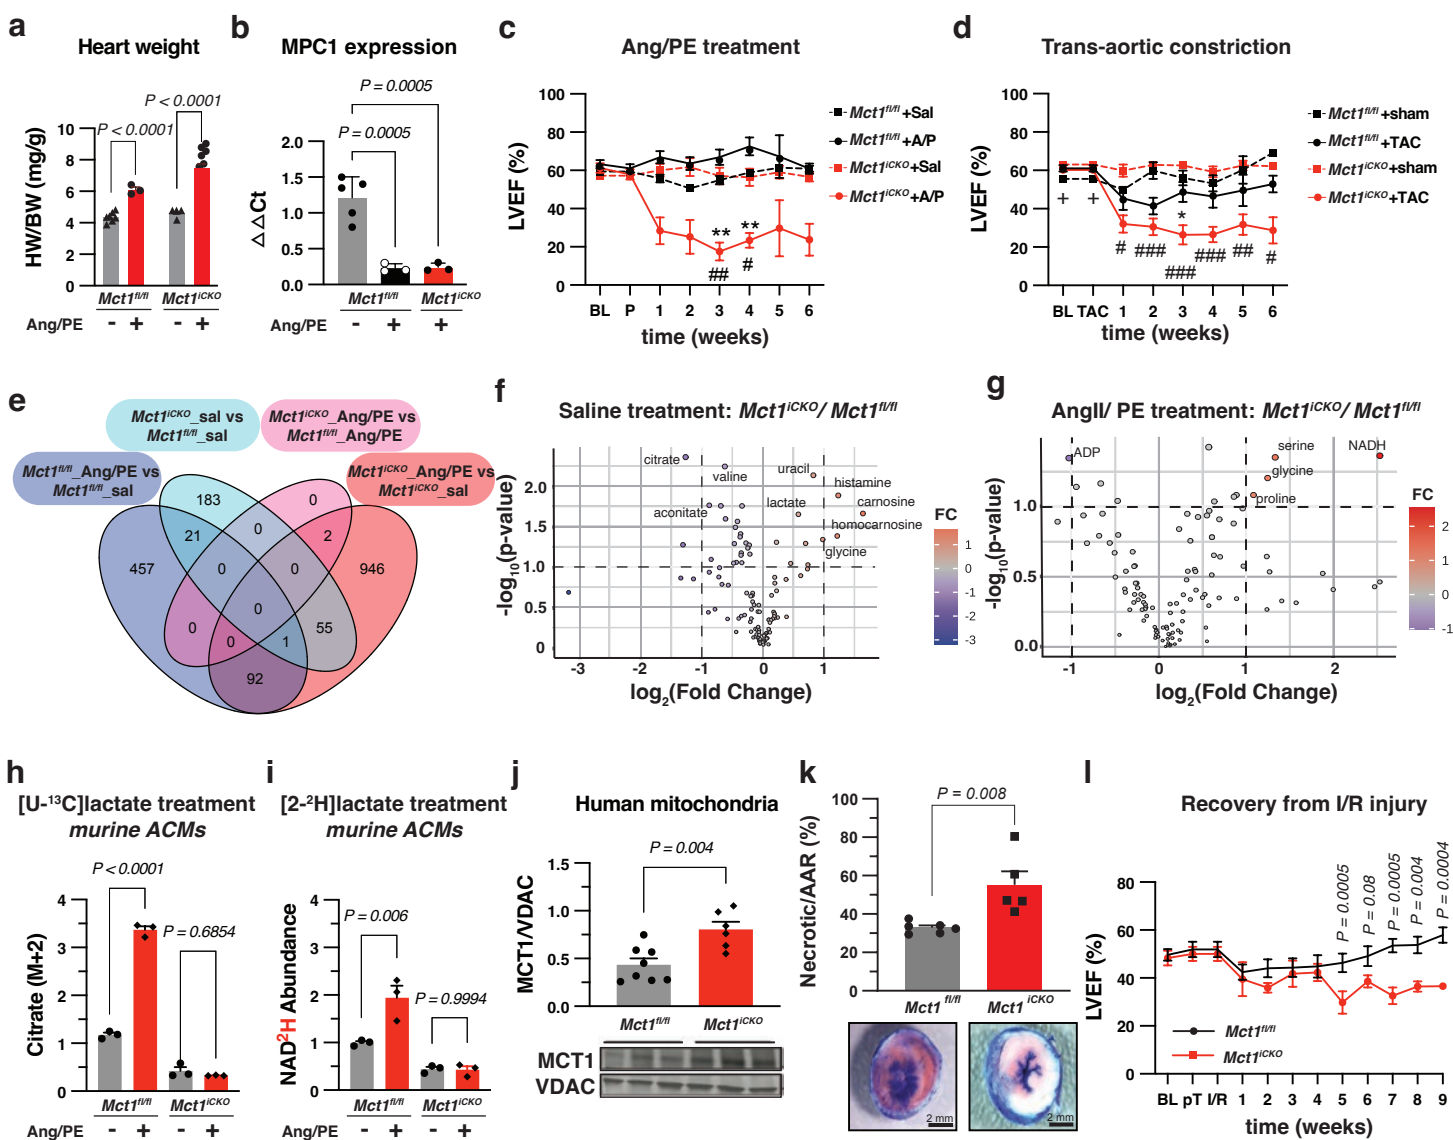 a
Heart weight
P < 0.0001
P < 0.0001
HW/BW (mg/g)
10
8
6
4
2
0
Mct1fl/fl
Mct1iCKO
Ang/PE
-
+
-
+
b
MPC1 expression
P = 0.0005
P = 0.0005
△△Ct
2.0
1.5
1.0
0.5
0.0
Mct1fl/fl
Mct1iCKO
Ang/PE
-
+
+
c
Ang/PE treatment
LVEF (%)
100
80
60
40
20
0
**
**
##
#
BL P 1 2 3 4 5 6
time (weeks)
Mct1fl/fl+Sal
Mct1fl/fl+A/P
Mct1iCKO+Sal
Mct1iCKO+A/P
d
Trans-aortic constriction
LVEF (%)
100
80
60
40
20
0
+ +
*
# ### ### ### ## #
BL TAC 1 2 3 4 5 6
time (weeks)
Mct1fl/fl+sham
Mct1fl/fl+TAC
Mct1iCKO+sham
Mct1iCKO+TAC
e
Mct1iCKO_sal vs
Mct1fl/fl_sal
Mct1iCKO_Ang/PE vs
Mct1fl/fl_Ang/PE
Mct1fl/fl_Ang/PE vs
Mct1fl/fl_sal
Mct1iCKO_Ang/PE vs
Mct1iCKO_sal
183
0
21
0
2
457
0
0
946
0
0
0
1
55
92
f
Saline treatment: Mct1iCKO/ Mct1fl/fl
-log10(p-value)
2.0
1.5
1.0
0.5
0
citrate
valine
uracil
histamine
lactate
carnosine
aconitate
homocarnosine
glycine
-3 -2 -1 0 1
log2(Fold Change)
FC
1
0
-1
-2
-3
g
AngII/ PE treatment: Mct1iCKO/ Mct1fl/fl
-log10(p-value)
1.0
0.5
0.0
ADP
serine
NADH
glycine
proline
-1 0 1 2
log2(Fold Change)
FC
2
1
0
-1
h
[U-13C]lactate treatment
murine ACMs
P < 0.0001
P = 0.6854
Citrate (M+2)
4
3
2
1
0
Mct1fl/fl
Mct1iCKO
Ang/PE
-
+
-
+
i
[2-2H]lactate treatment
murine ACMs
P = 0.006
P = 0.9994
NAD2H Abundance
4
3
2
1
0
Mct1fl/fl
Mct1iCKO
Ang/PE
-
+
-
+
j
Human mitochondria
P = 0.004
MCT1/VDAC
1.5
1.0
0.5
0.0
Mct1fl/fl
Mct1iCKO
MCT1
VDAC
k
P = 0.008
Necrotic/AAR (%)
100
80
60
40
20
0
Mct1 fl/fl
Mct1 iCKO
2 mm
2 mm
l
Recovery from I/R injury
P = 0.0005
P = 0.08
P = 0.0005
P = 0.004
P = 0.0004
LVEF (%)
80
60
40
20
0
Mct1fl/fl
Mct1iCKO
BL pT I/R 1 2 3 4 5 6 7 8 9
time (weeks)